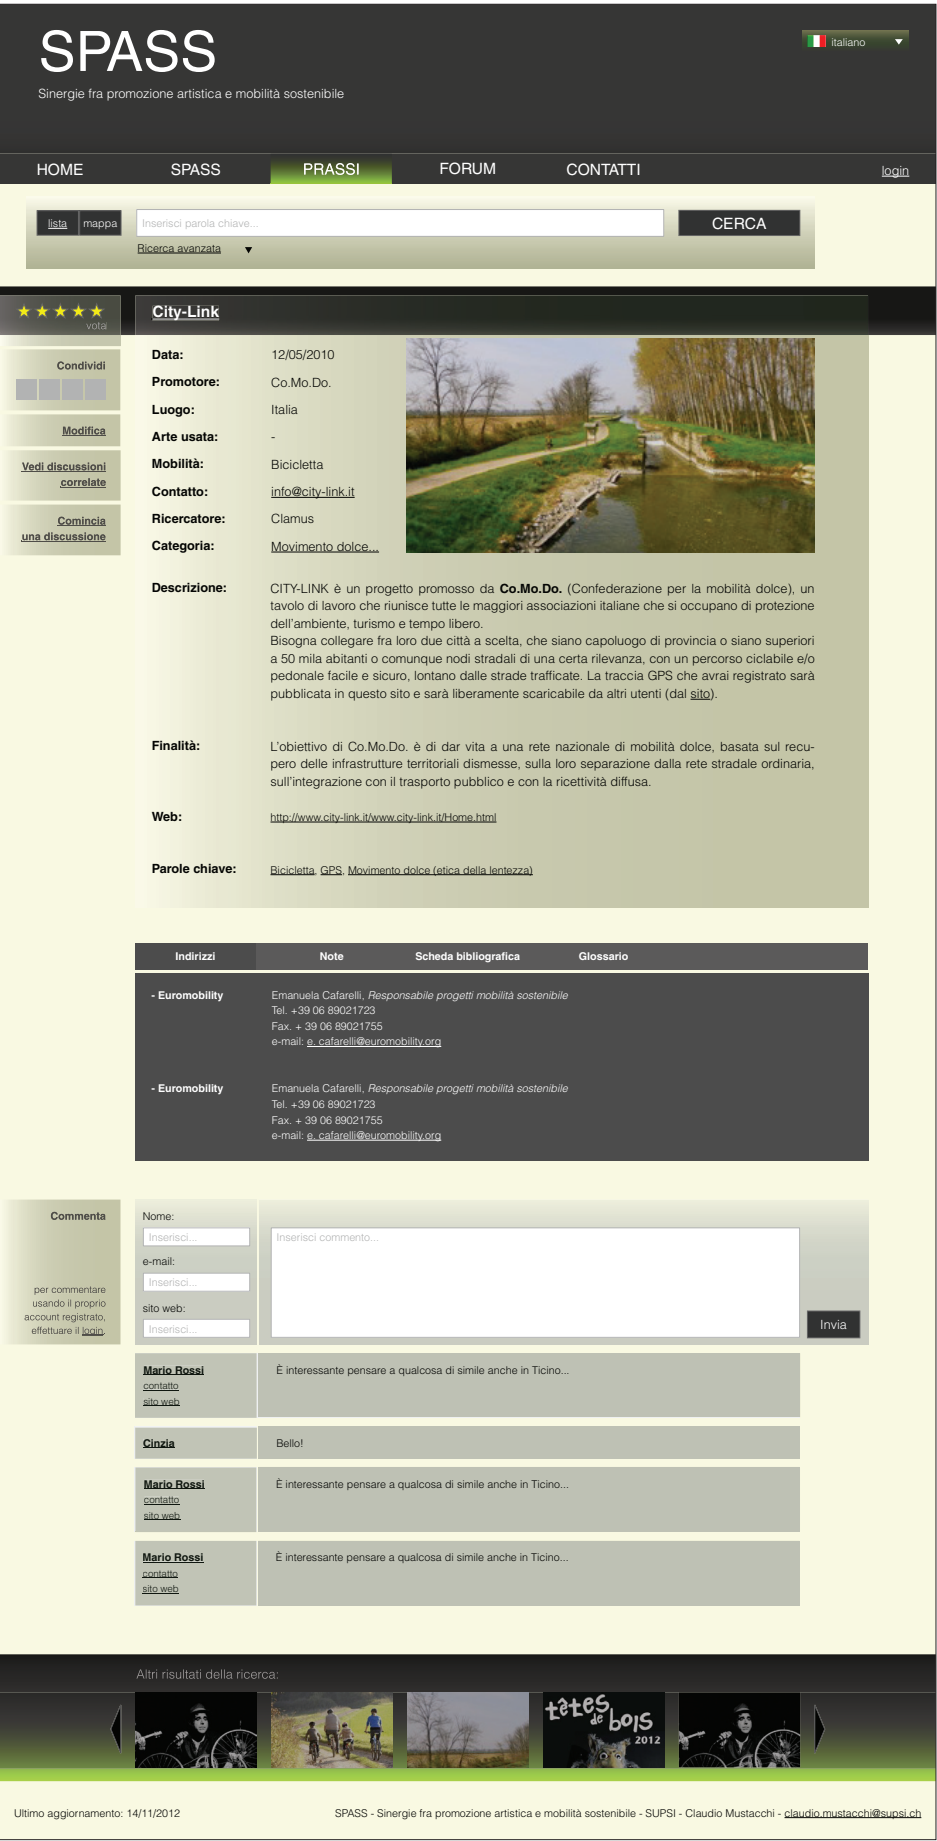 SPASS
Sinergie fra promozione artistica e mobilità sostenibile
italiano
HOME SPASS PRASSI FORUM CONTATTI login
lista mappa Inserisci parola chiave... CERCA
Ricerca avanzata
vota
City-Link
Condividi
Modifica
Vedi discussioni
correlate
Comincia
una discussione
Data: 12/05/2010
Promotore: Co.Mo.Do.
Luogo: Italia
Arte usata: -
Mobilità: Bicicletta
Contatto: info@city-link.it
Ricercatore: Clamus
Categoria: Movimento dolce...
Descrizione: CITY-LINK è un progetto promosso da Co.Mo.Do. (Confederazione per la mobilità dolce), un
tavolo di lavoro che riunisce tutte le maggiori associazioni italiane che si occupano di protezione
dell'ambiente, turismo e tempo libero.
Bisogna collegare fra loro due città a scelta, che siano capoluogo di provincia o siano superiori
a 50 mila abitanti o comunque nodi stradali di una certa rilevanza, con un percorso ciclabile e/o
pedonale facile e sicuro, lontano dalle strade trafficate. La traccia GPS che avrai registrato sarà
pubblicata in questo sito e sarà liberamente scaricabile da altri utenti (dal sito).
Finalità: L'obiettivo di Co.Mo.Do. è di dar vita a una rete nazionale di mobilità dolce, basata sul recu-
pero delle infrastrutture territoriali dismesse, sulla loro separazione dalla rete stradale ordinaria,
sull'integrazione con il trasporto pubblico e con la ricettività diffusa.
Web: http://www.city-link.it/www.city-link.it/Home.html
Parole chiave: Bicicletta, GPS, Movimento dolce (etica della lentezza)
Indirizzi Note Scheda bibliografica Glossario
- Euromobility Emanuela Cafarelli, Responsabile progetti mobilità sostenibile
Tel. +39 06 89021723
Fax. + 39 06 89021755
e-mail: e. cafarelli@euromobility.org
- Euromobility Emanuela Cafarelli, Responsabile progetti mobilità sostenibile
Tel. +39 06 89021723
Fax. + 39 06 89021755
e-mail: e. cafarelli@euromobility.org
Commenta
per commentare
usando il proprio
account registrato,
effettuare il login.
Nome:
Inserisci...
e-mail:
Inserisci...
sito web:
Inserisci...
Inserisci commento...
Invia
Mario Rossi È interessante pensare a qualcosa di simile anche in Ticino...
contatto
sito web
Cinzia Bello!
Mario Rossi È interessante pensare a qualcosa di simile anche in Ticino...
contatto
sito web
Mario Rossi È interessante pensare a qualcosa di simile anche in Ticino...
contatto
sito web
Altri risultati della ricerca:
têtes
de bois
2012
Ultimo aggiornamento: 14/11/2012 SPASS - Sinergie fra promozione artistica e mobilità sostenibile - SUPSI - Claudio Mustacchi - claudio.mustacchi@supsi.ch